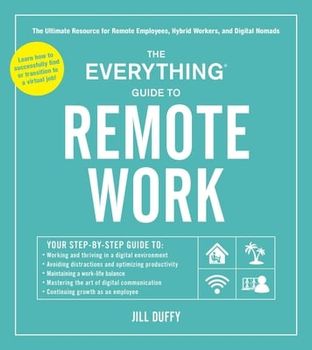 The Ultimate Resource for Remote Employees, Hybrid Workers, and Digital Nomads
Learn how to
successfully find
or transition to
a virtual job!
THE
EVERYTHING®
GUIDE TO
REMOTE
WORK
YOUR STEP-BY-STEP GUIDE TO:
• Working and thriving in a digital environment
• Avoiding distractions and optimizing productivity
• Maintaining a work-life balance
• Mastering the art of digital communication
• Continuing growth as an employee
JILL DUFFY